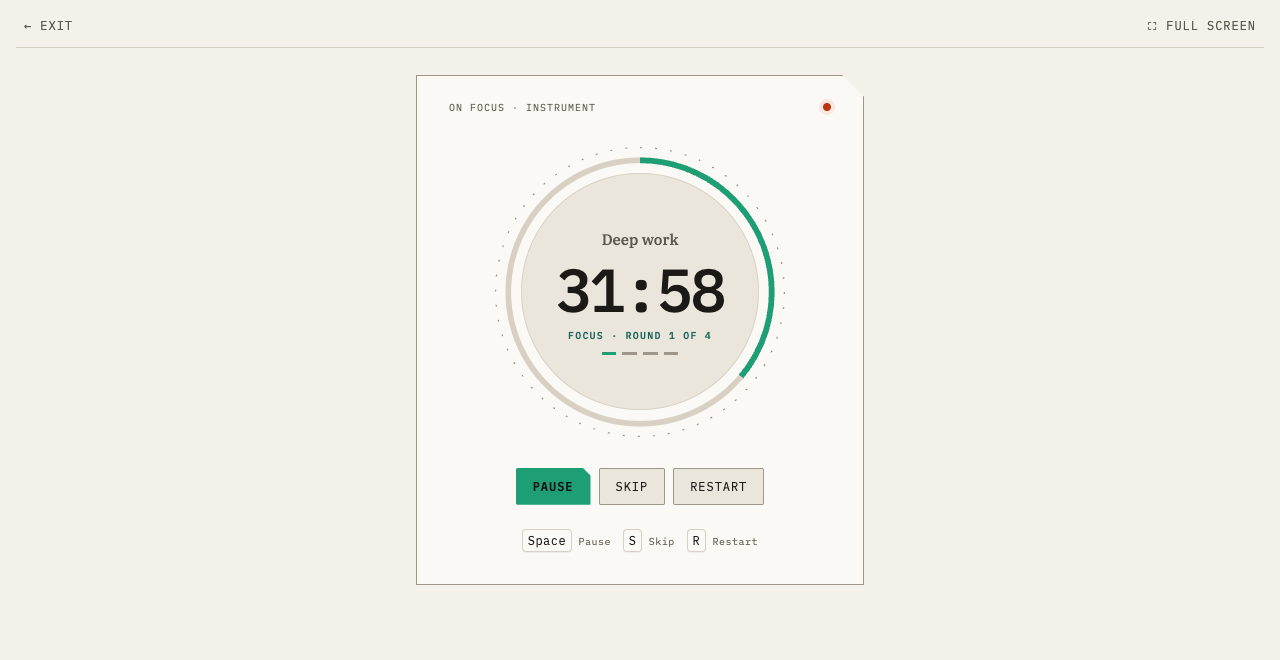 ← EXIT
⛶ FULL SCREEN
ON FOCUS · INSTRUMENT
Deep work
31:58
FOCUS · ROUND 1 OF 4
PAUSE SKIP RESTART
Space Pause S Skip R Restart